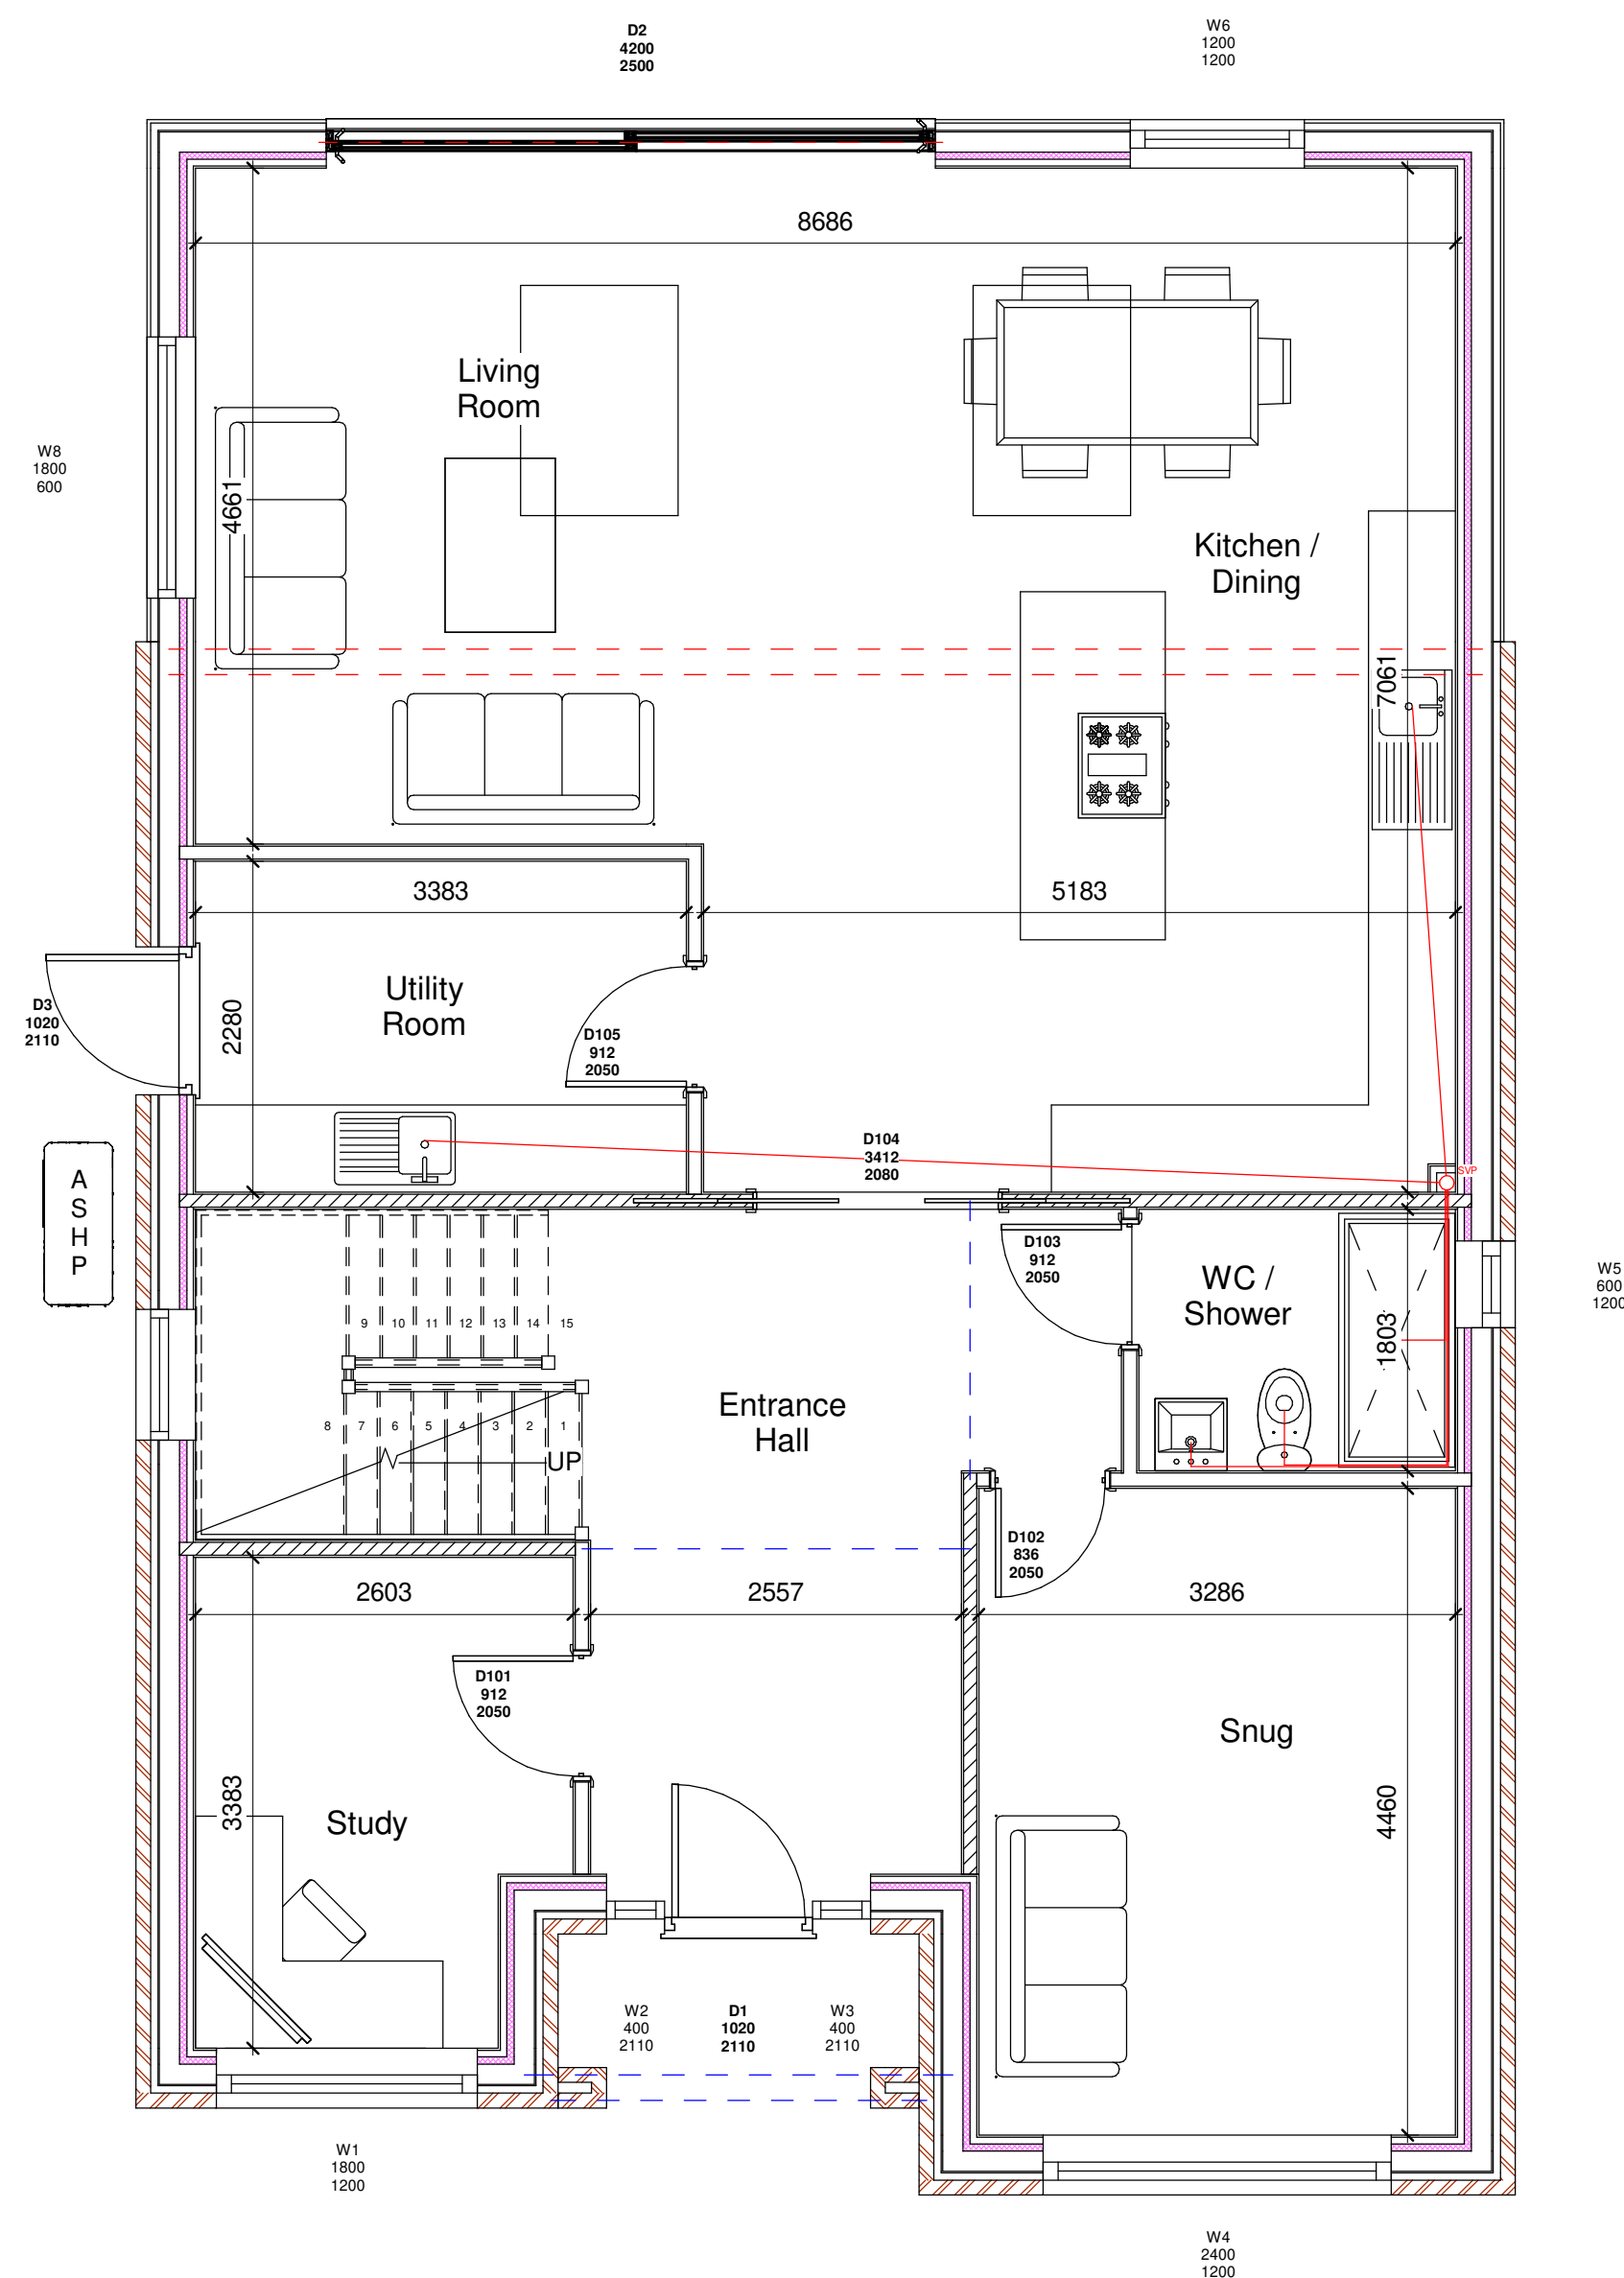 D2
4200
2500
W6
1200
1200
8686
Living
Room
W8
1800
600
4661
Kitchen /
Dining
7061
3383
5183
Utility
Room
2280
D3
1020
2110
D105
912
2050
D104
3412
2080
SVP
A
S
H
P
D103
912
2050
WC /
Shower
W5
600
1200
1803
9 10 11 12 13 14 15
8 7 6 5 4 3 2 1
UP
Entrance
Hall
D102
836
2050
2603
2557
3286
D101
912
2050
Snug
3383
Study
4460
W2
400
2110
D1
1020
2110
W3
400
2110
W1
1800
1200
W4
2400
1200